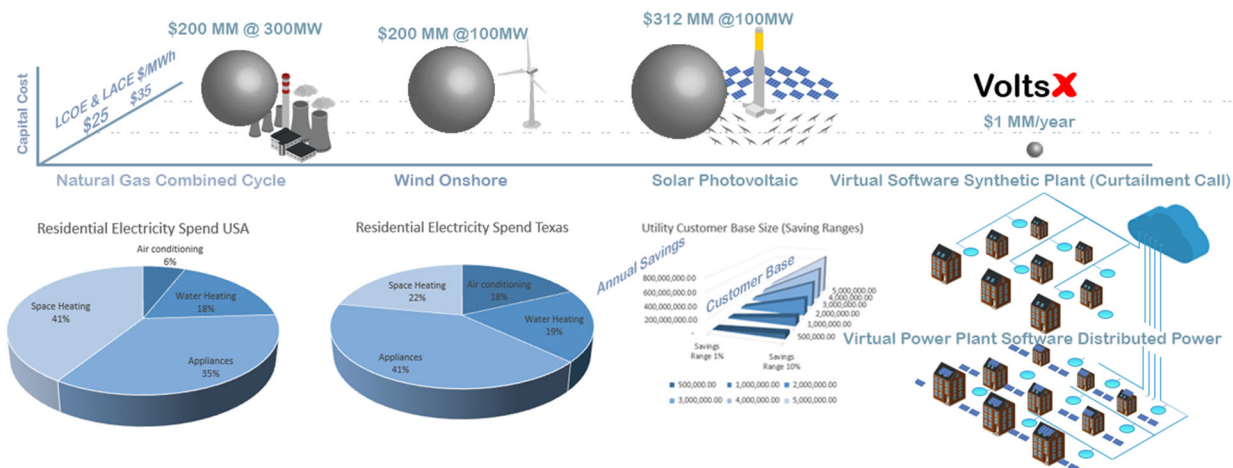 $200 MM @ 300MW
$200 MM @100MW
$312 MM @100MW
Capital Cost
LCOE & LACE $/MWh
$25
$35
VoltsX
$1 MM/year
Natural Gas Combined Cycle
Wind Onshore
Solar Photovoltaic
Virtual Software Synthetic Plant (Curtailment Call)
Residential Electricity Spend USA
Air conditioning
6%
Water Heating
18%
Space Heating
41%
Appliances
35%
Residential Electricity Spend Texas
Space Heating
22%
Air conditioning
18%
Water Heating
19%
Appliances
41%
Utility Customer Base Size (Saving Ranges)
Annual Savings
Customer Base
800,000,000.00
600,000,000.00
400,000,000.00
200,000,000.00
-
5,000,000.00
4,000,000.00
3,000,000.00
2,000,000.00
1,000,000.00
500,000.00
Savings
Range 1%
Savings
Range 10%
500,000.00 1,000,000.00 2,000,000.00
3,000,000.00 4,000,000.00 5,000,000.00
Virtual Power Plant Software Distributed Power